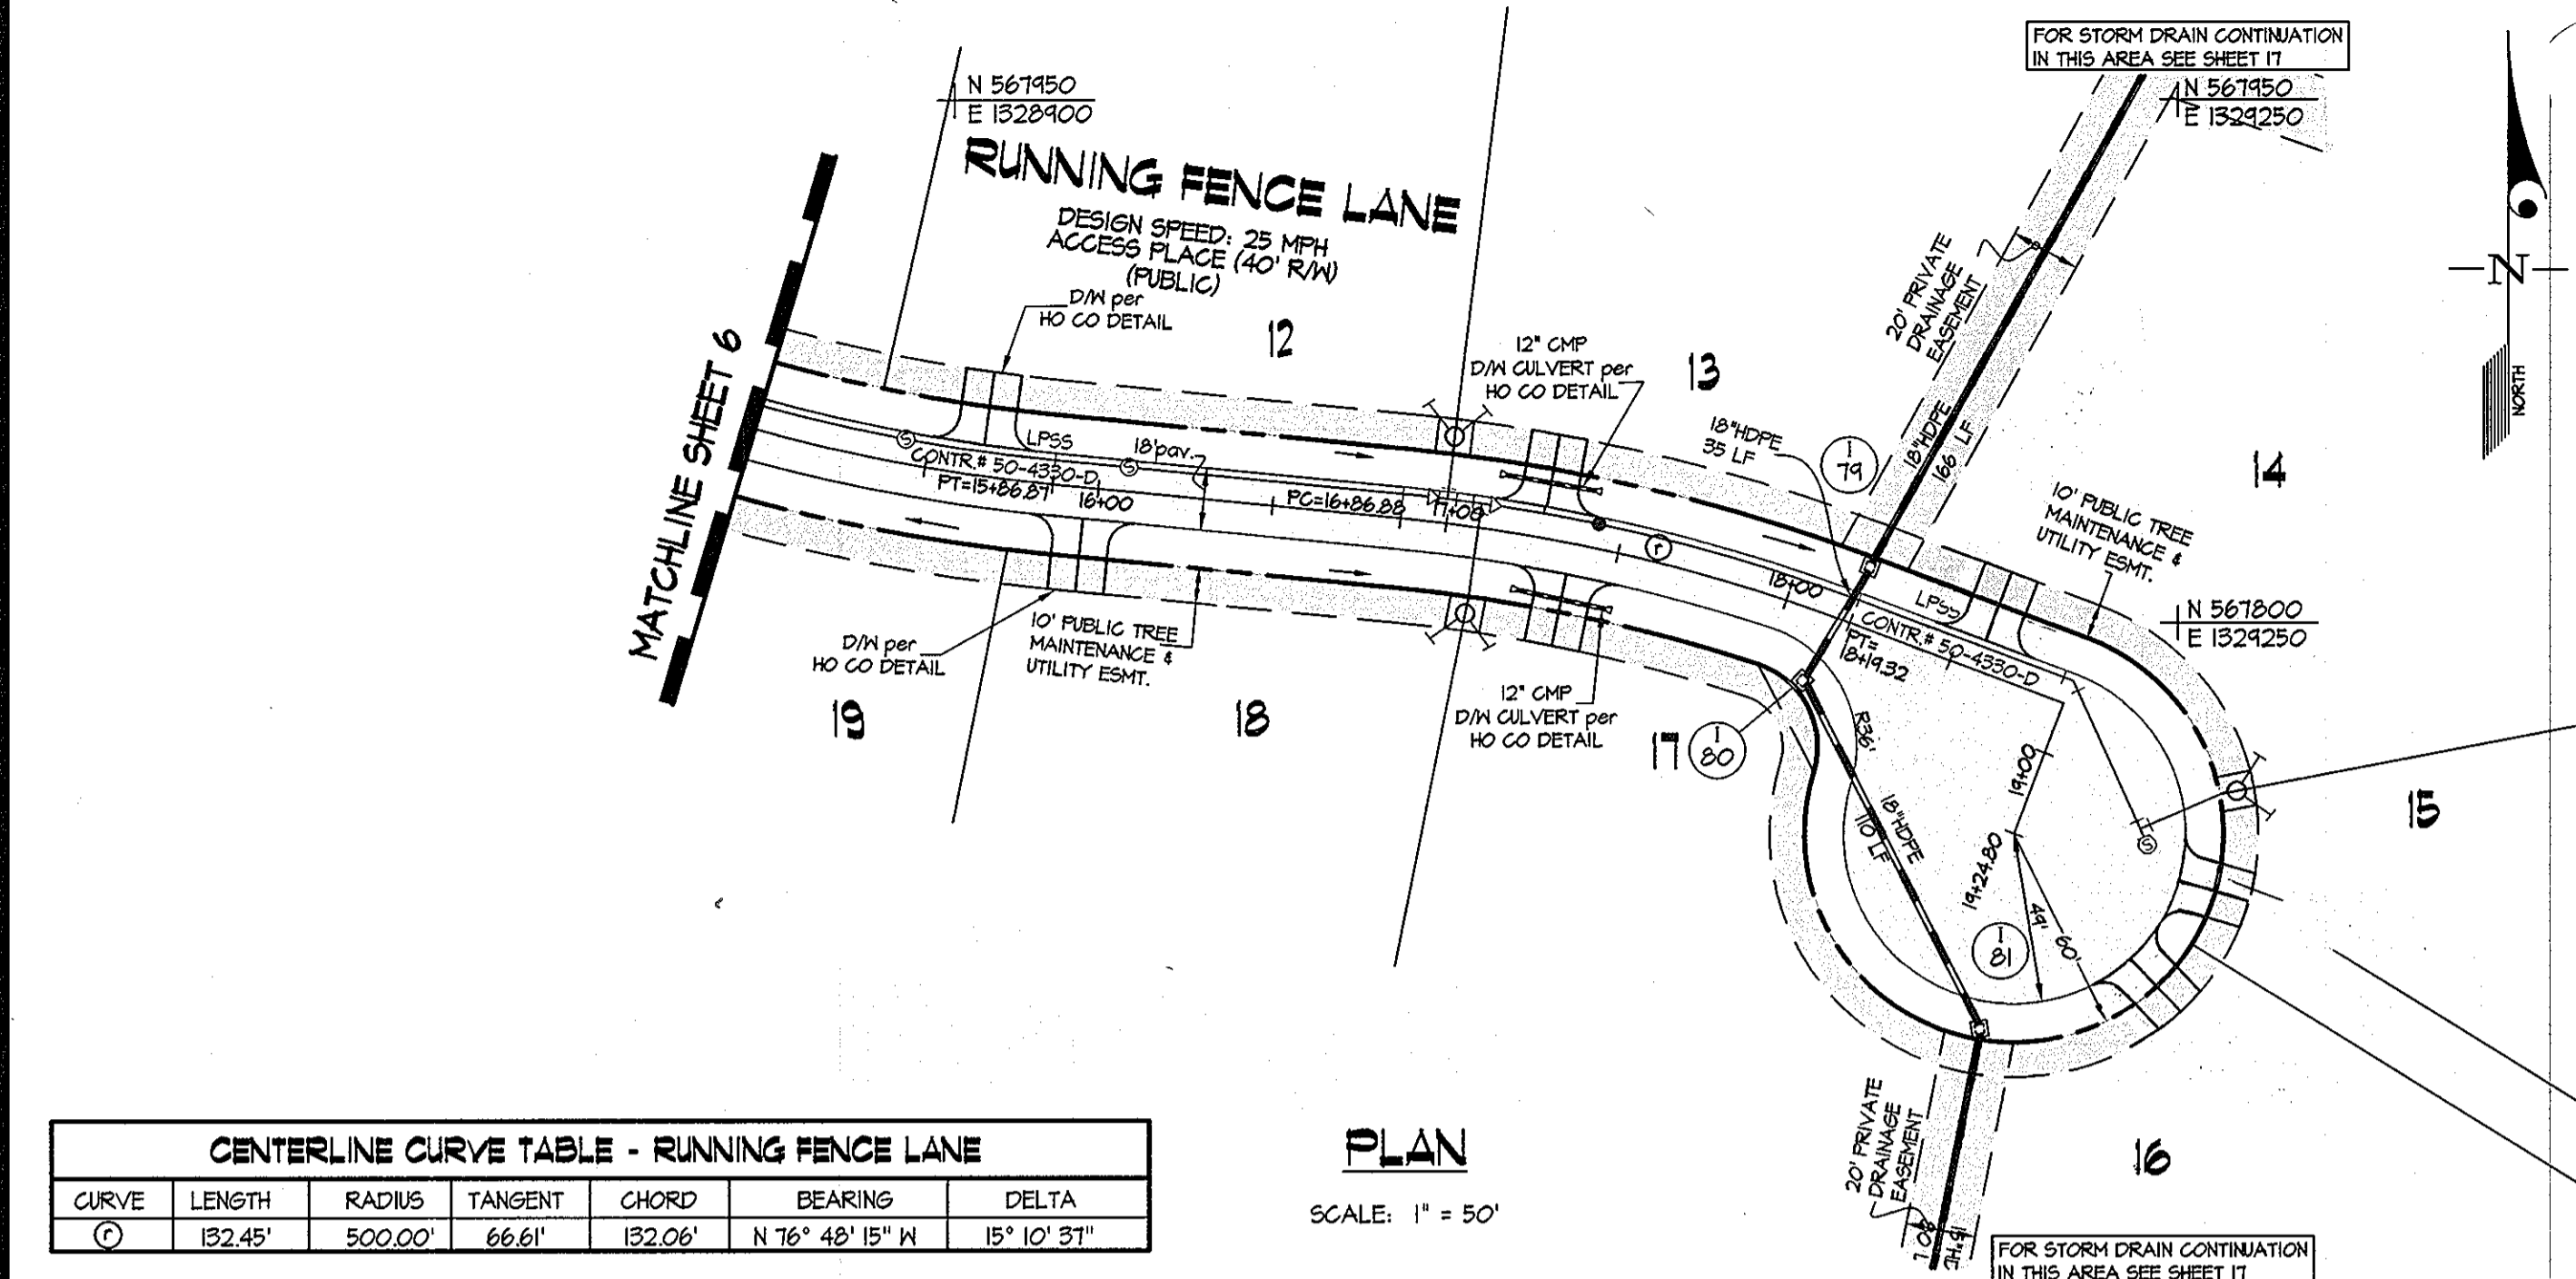 FOR STORM DRAIN CONTINUATION
IN THIS AREA SEE SHEET 17
N 567950
E 1328900
N 567950
E 1329250
RUNNING FENCE LANE
DESIGN SPEED: 25 MPH
ACCESS PLACE (40' R/W)
(PUBLIC)
D/W per
HO CO DETAIL
12
12" CMP
D/W CULVERT per
HO CO DETAIL
13
20' PRIVATE
DRAINAGE
EASEMENT
N
NORTH
MATCHLINE SHEET 6
18"HDPE
35 LF
I
79
18"HDPE
166 LF
14
10' PUBLIC TREE
MAINTENANCE &
UTILITY ESMT.
S
LPSS
CONTR.# 50-4330-D
S
18'pav.
PT=15+86.87
16+00
PC=16+86.88
17+08
r
18+00
LPSS
CONTR.# 50-4330-D
PT=
18+19.32
N 567800
E 1329250
D/W per
HO CO DETAIL
10' PUBLIC TREE
MAINTENANCE &
UTILITY ESMT.
12" CMP
D/W CULVERT per
HO CO DETAIL
19
18
17
I
80
R36'
18"HDPE
110 LF
19+00
19+24.80
S
15
49'
60'
I
81
20' PRIVATE
DRAINAGE
EASEMENT
16
FOR STORM DRAIN CONTINUATION
IN THIS AREA SEE SHEET 17
PLAN
SCALE: 1" = 50'
CENTERLINE CURVE TABLE - RUNNING FENCE LANE
CURVE LENGTH RADIUS TANGENT CHORD BEARING DELTA
r 132.45' 500.00' 66.61' 132.06' N 76° 48' 15" W 15° 10' 37"